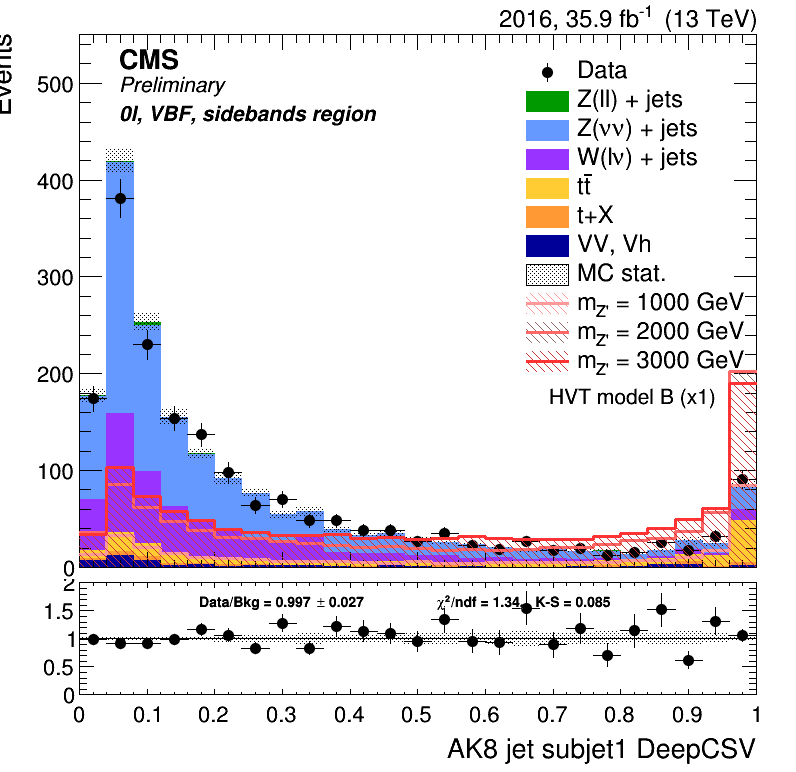 2016, 35.9 fb⁻¹ (13 TeV)
Events
CMS
Preliminary
0l, VBF, sidebands region
Data
Z(ll) + jets
Z(νν) + jets
W(lν) + jets
tt̄
t+X
VV, Vh
MC stat.
m_Z' = 1000 GeV
m_Z' = 2000 GeV
m_Z' = 3000 GeV
HVT model B (x1)
500
400
300
200
100
0
2
1.5
1
0.5
0
Data/Bkg = 0.997 ± 0.027 χ²/ndf = 1.34, K-S = 0.085
0 0.1 0.2 0.3 0.4 0.5 0.6 0.7 0.8 0.9 1
AK8 jet subjet1 DeepCSV